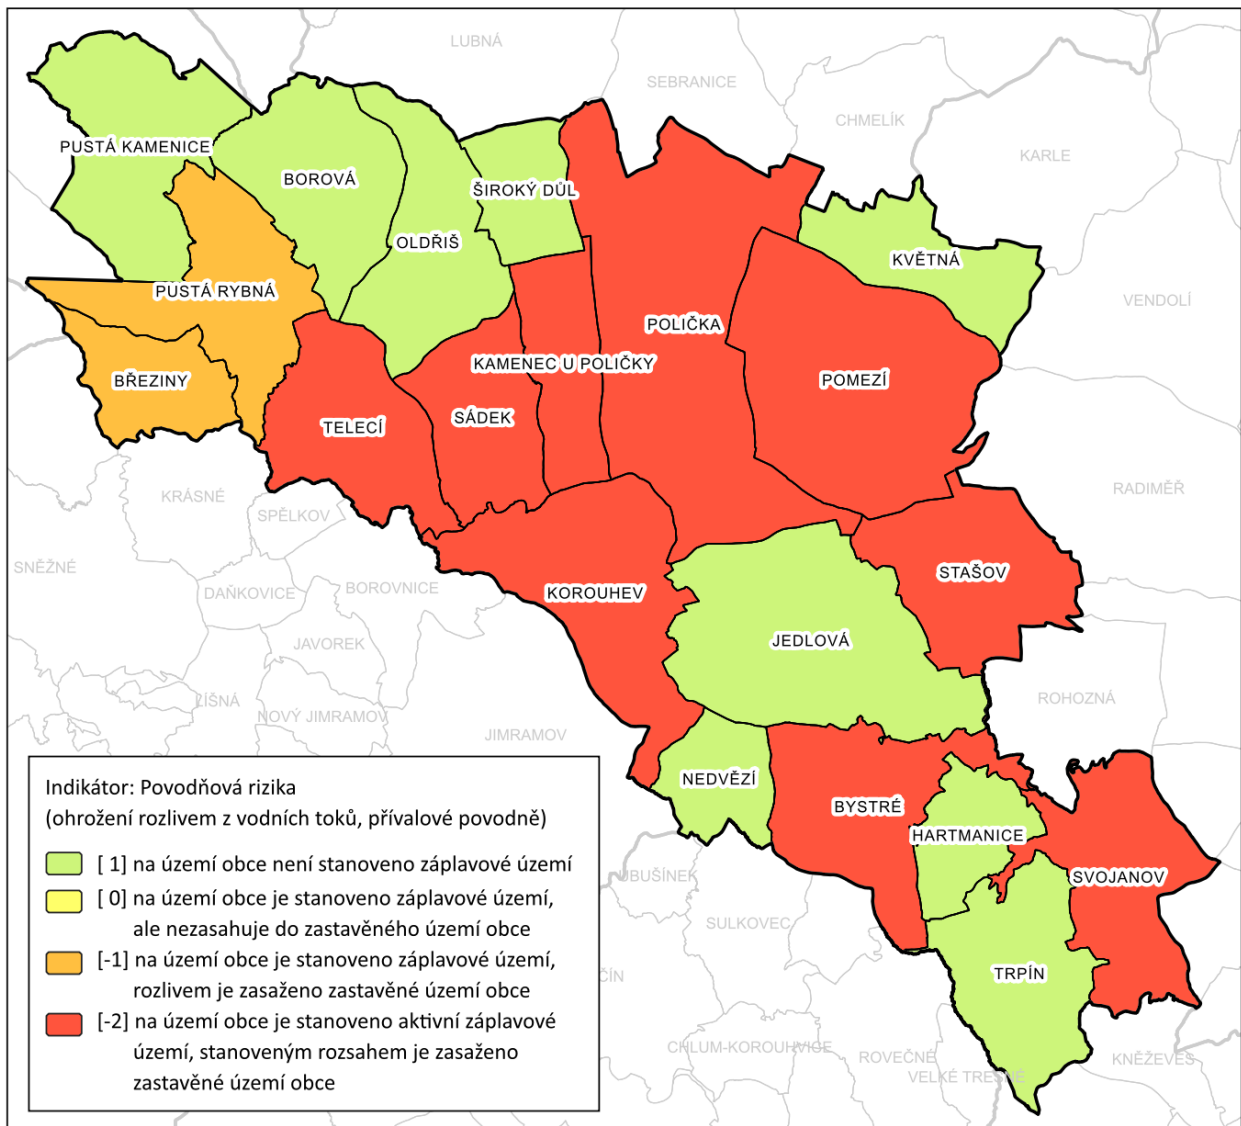 LUBNÁ
SEBRANICE
CHMELÍK
PUSTÁ KAMENICE
KARLE
BOROVÁ
ŠIROKÝ DŮL
OLDŘIŠ
KVĚTNÁ
PUSTÁ RYBNÁ
VENDOLÍ
POLIČKA
KAMENEC U POLIČKY
BŘEZINY
POMEZÍ
SÁDEK
TELECÍ
RADIMĚŘ
KRÁSNÉ
SPĚLKOV
SNĚŽNÉ
STAŠOV
BOROVNICE
DAŇKOVICE
KOROUHEV
JEDLOVÁ
JAVOREK
ROHOZNÁ
LÍŠNÁ
NOVÝ JIMRAMOV
JIMRAMOV
NEDVĚZÍ
BYSTRÉ
HARTMANICE
UBUŠÍNEK
SVOJANOV
SULKOVEC
TRPÍN
ČÍN
CHLUM-KOROUHVICE
ROVEČNÉ
KNĚŽEVES
VELKÉ TRESNÉ
Indikátor: Povodňová rizika
(ohrožení rozlivem z vodních toků, přívalové povodně)
[ 1] na území obce není stanoveno záplavové území
[ 0] na území obce je stanoveno záplavové území,
ale nezasahuje do zastavěného území obce
[-1] na území obce je stanoveno záplavové území,
rozlivem je zasaženo zastavěné území obce
[-2] na území obce je stanoveno aktivní záplavové
území, stanoveným rozsahem je zasaženo
zastavěné území obce